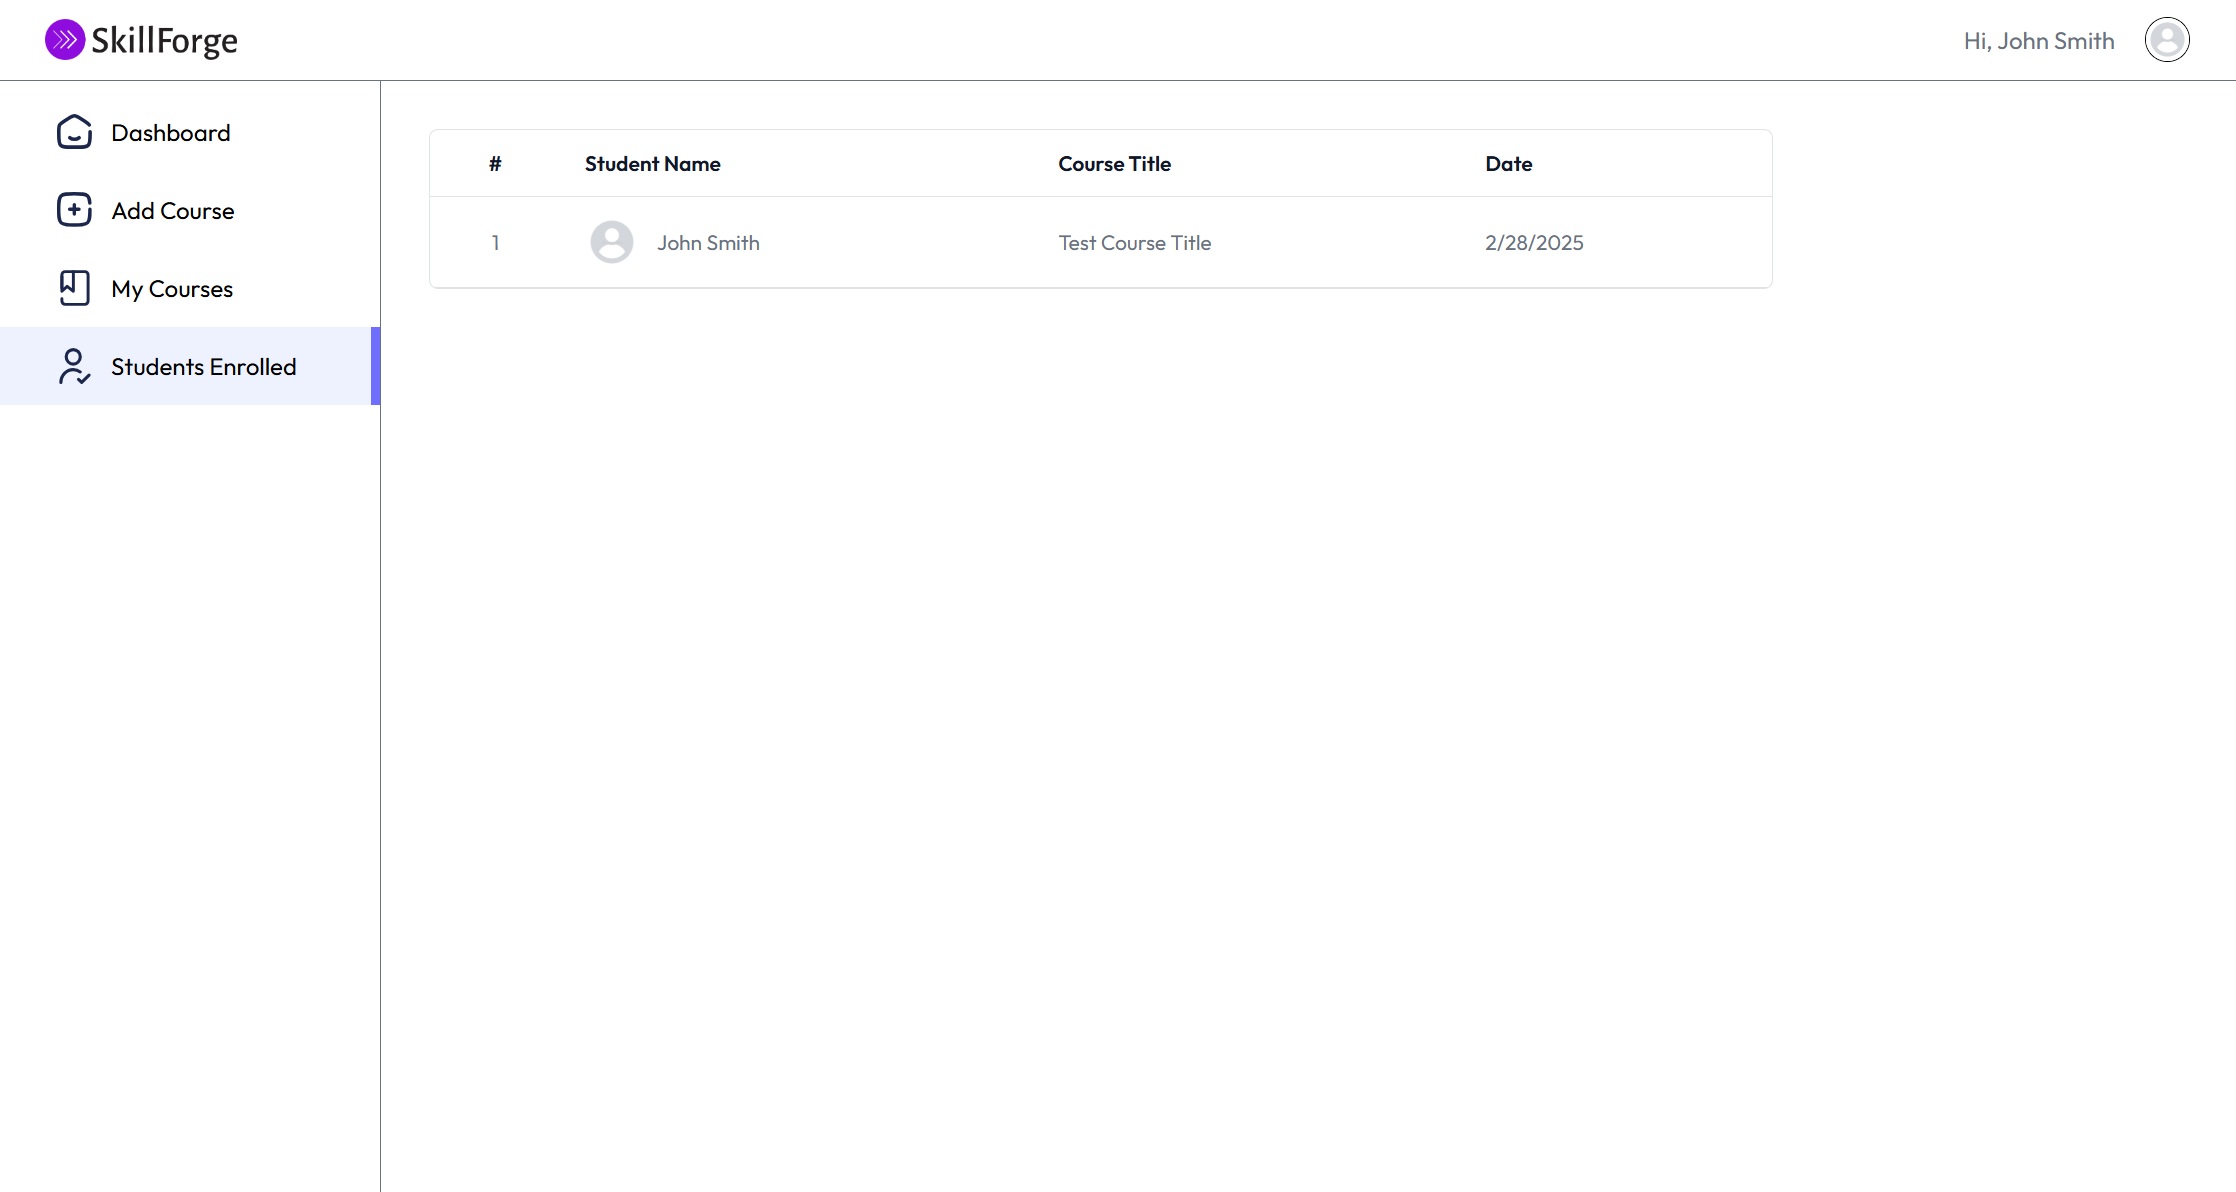 SkillForge
Hi, John Smith
Dashboard
Add Course
My Courses
Students Enrolled
# Student Name Course Title Date
1 John Smith Test Course Title 2/28/2025